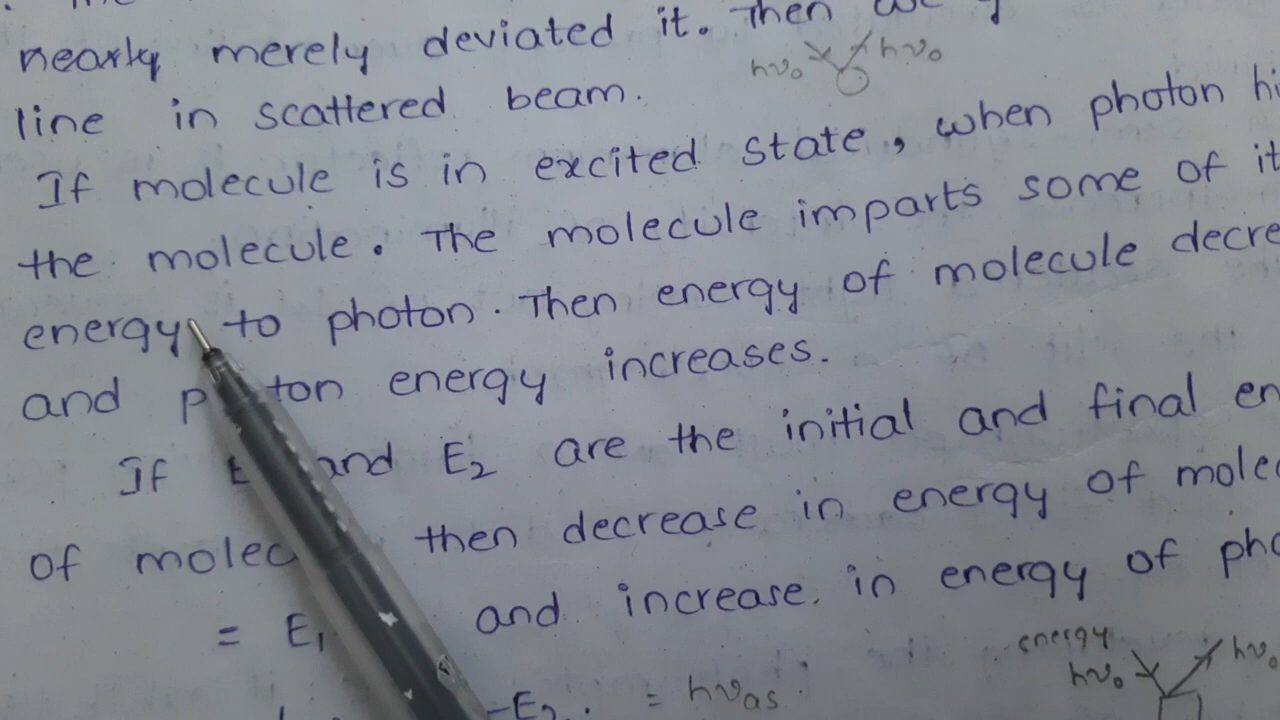 nearly merely deviated it. Then
hν₀ hν₀
line in scattered beam.
If molecule is in excited state, when photon
the molecule. The molecule imparts some of
energy to photon. Then energy of molecule
and energy increases.
If and E₂ are the initial and final
of then decrease in energy of
= E₁ and increase. in energy of
energy
hν₀ hν₀
-E₂. = hνas